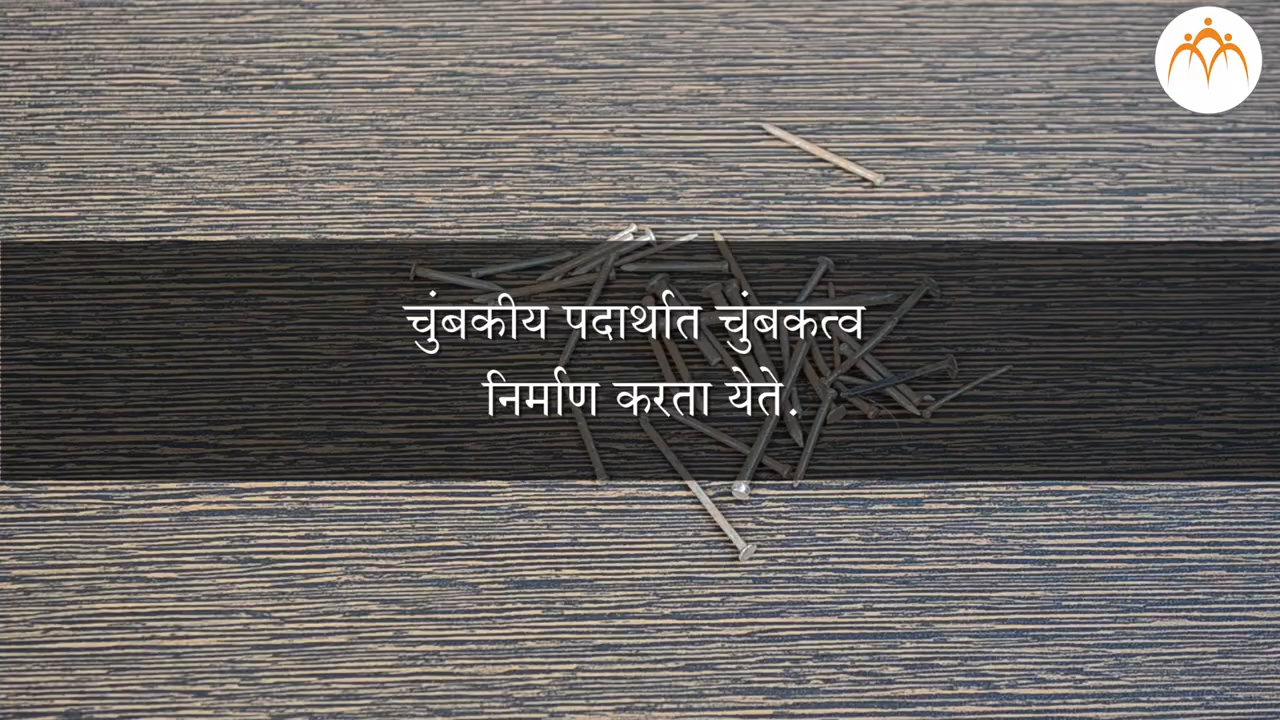 चुंबकीय पदार्थात चुंबकत्व
निर्माण करता येते.